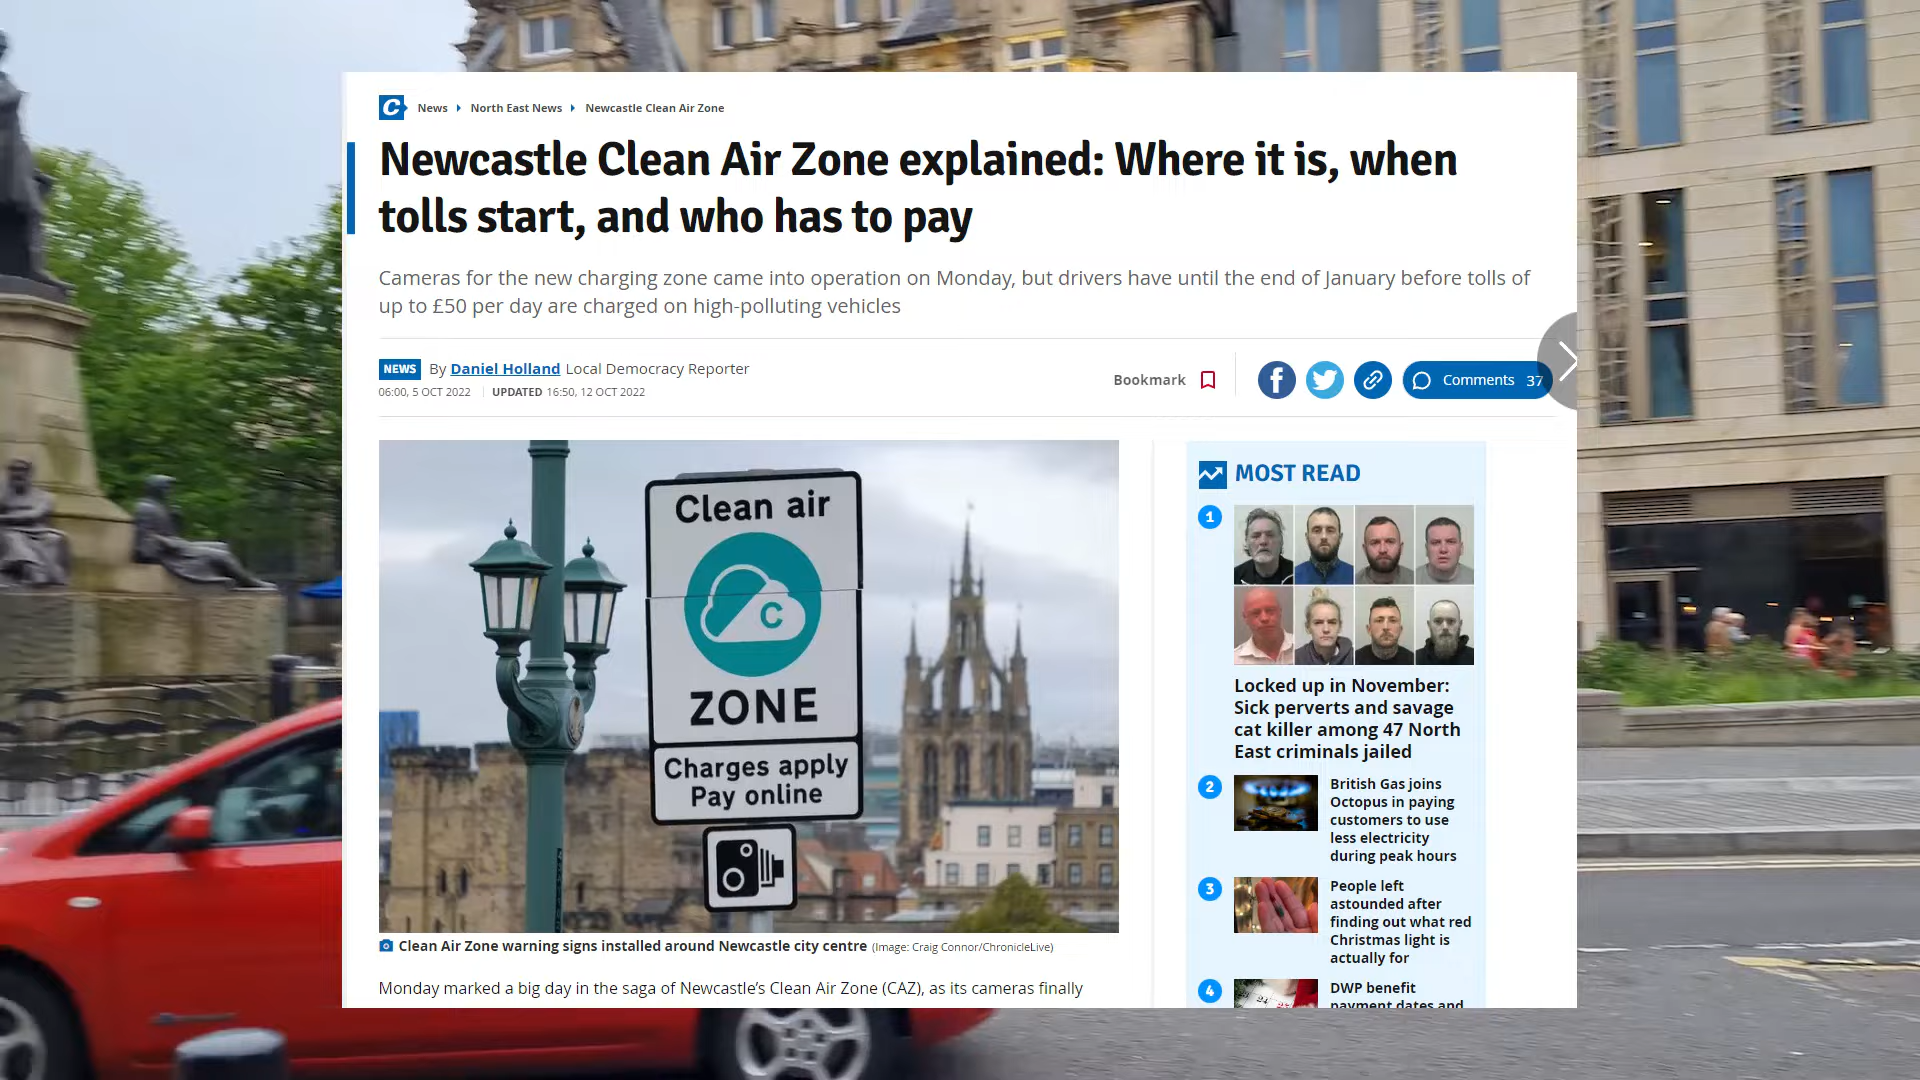 C News North East News Newcastle Clean Air Zone
Newcastle Clean Air Zone explained: Where it is, when
tolls start, and who has to pay
Cameras for the new charging zone came into operation on Monday, but drivers have until the end of January before tolls of
up to £50 per day are charged on high-polluting vehicles
NEWS By Daniel Holland Local Democracy Reporter
06:00, 5 OCT 2022 UPDATED 16:50, 12 OCT 2022
Bookmark
Comments 37
Clean air
C
ZONE
Charges apply
Pay online
Clean Air Zone warning signs installed around Newcastle city centre (Image: Craig Connor/ChronicleLive)
Monday marked a big day in the saga of Newcastle’s Clean Air Zone (CAZ), as its cameras finally
MOST READ
1
Locked up in November:
Sick perverts and savage
cat killer among 47 North
East criminals jailed
2
British Gas joins
Octopus in paying
customers to use
less electricity
during peak hours
3
People left
astounded after
finding out what red
Christmas light is
actually for
4
DWP benefit
payment dates and